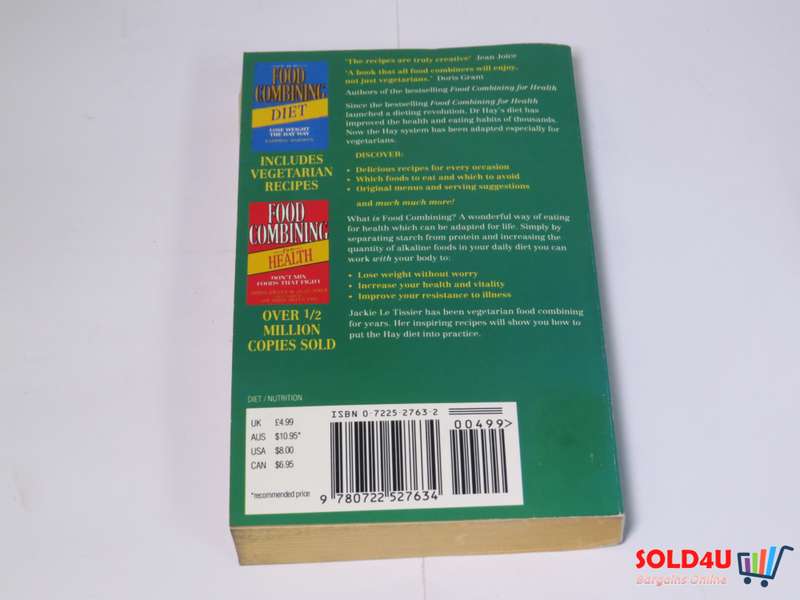 FOOD
COMBINING
DIET
LOSE WEIGHT
THE HAY WAY
INCLUDES
VEGETARIAN
RECIPES
FOOD
COMBINING
HEALTH
DON'T MIX
FOODS THAT FIGHT
OVER 1/2
MILLION
COPIES SOLD
'The recipes are truly creative' Jean Joice
'A book that all food combiners will enjoy,
not just vegetarians.' Doris Grant
Authors of the bestselling Food Combining for Health
Since the bestselling Food Combining for Health
launched a dieting revolution, Dr Hay's diet has
improved the health and eating habits of thousands.
Now the Hay system has been adapted especially for
vegetarians.
DISCOVER:
• Delicious recipes for every occasion
• Which foods to eat and which to avoid
• Original menus and serving suggestions
and much much more!
What is Food Combining? A wonderful way of eating
for health which can be adapted for life. Simply by
separating starch from protein and increasing the
quantity of alkaline foods in your daily diet you can
work with your body to:
• Lose weight without worry
• Increase your health and vitality
• Improve your resistance to illness
Jackie Le Tissier has been vegetarian food combining
for years. Her inspiring recipes will show you how to
put the Hay diet into practice.
DIET / NUTRITION
UK £4.99
AUS $10.95*
USA $8.00
CAN $6.95
*recommended price
ISBN 0-7225-2763-2
00499>
9 780722 527634
SOLD4U
Bargains Online